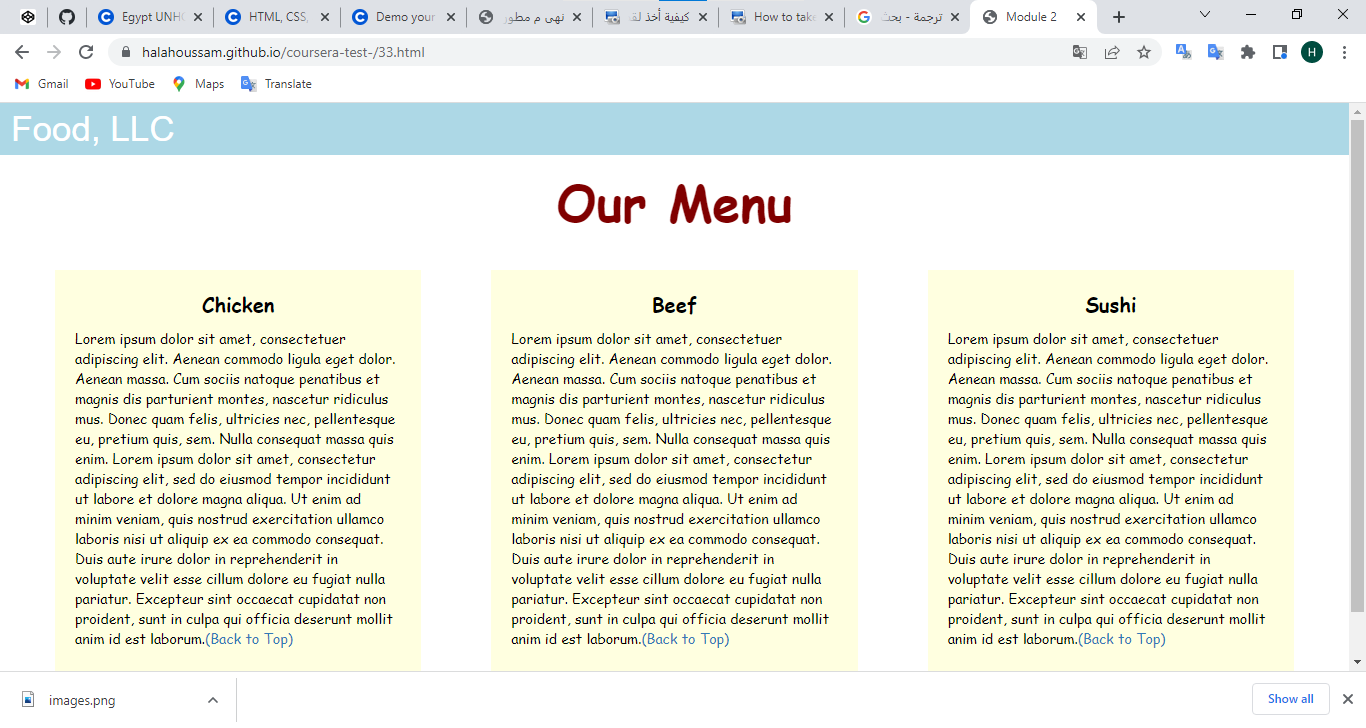 Egypt UNHC
HTML, CSS,
Demo your
نهى م مطور
كيفية أخذ لقـ
How to take
ترجمة - بحث
Module 2
halahoussam.github.io/coursera-test-/33.html
H
Gmail
YouTube
Maps
Translate
Food, LLC
Our Menu
Chicken
Lorem ipsum dolor sit amet, consectetuer
adipiscing elit. Aenean commodo ligula eget dolor.
Aenean massa. Cum sociis natoque penatibus et
magnis dis parturient montes, nascetur ridiculus
mus. Donec quam felis, ultricies nec, pellentesque
eu, pretium quis, sem. Nulla consequat massa quis
enim. Lorem ipsum dolor sit amet, consectetur
adipiscing elit, sed do eiusmod tempor incididunt
ut labore et dolore magna aliqua. Ut enim ad
minim veniam, quis nostrud exercitation ullamco
laboris nisi ut aliquip ex ea commodo consequat.
Duis aute irure dolor in reprehenderit in
voluptate velit esse cillum dolore eu fugiat nulla
pariatur. Excepteur sint occaecat cupidatat non
proident, sunt in culpa qui officia deserunt mollit
anim id est laborum.(Back to Top)
Beef
Lorem ipsum dolor sit amet, consectetuer
adipiscing elit. Aenean commodo ligula eget dolor.
Aenean massa. Cum sociis natoque penatibus et
magnis dis parturient montes, nascetur ridiculus
mus. Donec quam felis, ultricies nec, pellentesque
eu, pretium quis, sem. Nulla consequat massa quis
enim. Lorem ipsum dolor sit amet, consectetur
adipiscing elit, sed do eiusmod tempor incididunt
ut labore et dolore magna aliqua. Ut enim ad
minim veniam, quis nostrud exercitation ullamco
laboris nisi ut aliquip ex ea commodo consequat.
Duis aute irure dolor in reprehenderit in
voluptate velit esse cillum dolore eu fugiat nulla
pariatur. Excepteur sint occaecat cupidatat non
proident, sunt in culpa qui officia deserunt mollit
anim id est laborum.(Back to Top)
Sushi
Lorem ipsum dolor sit amet, consectetuer
adipiscing elit. Aenean commodo ligula eget dolor.
Aenean massa. Cum sociis natoque penatibus et
magnis dis parturient montes, nascetur ridiculus
mus. Donec quam felis, ultricies nec, pellentesque
eu, pretium quis, sem. Nulla consequat massa quis
enim. Lorem ipsum dolor sit amet, consectetur
adipiscing elit, sed do eiusmod tempor incididunt
ut labore et dolore magna aliqua. Ut enim ad
minim veniam, quis nostrud exercitation ullamco
laboris nisi ut aliquip ex ea commodo consequat.
Duis aute irure dolor in reprehenderit in
voluptate velit esse cillum dolore eu fugiat nulla
pariatur. Excepteur sint occaecat cupidatat non
proident, sunt in culpa qui officia deserunt mollit
anim id est laborum.(Back to Top)
images.png
Show all